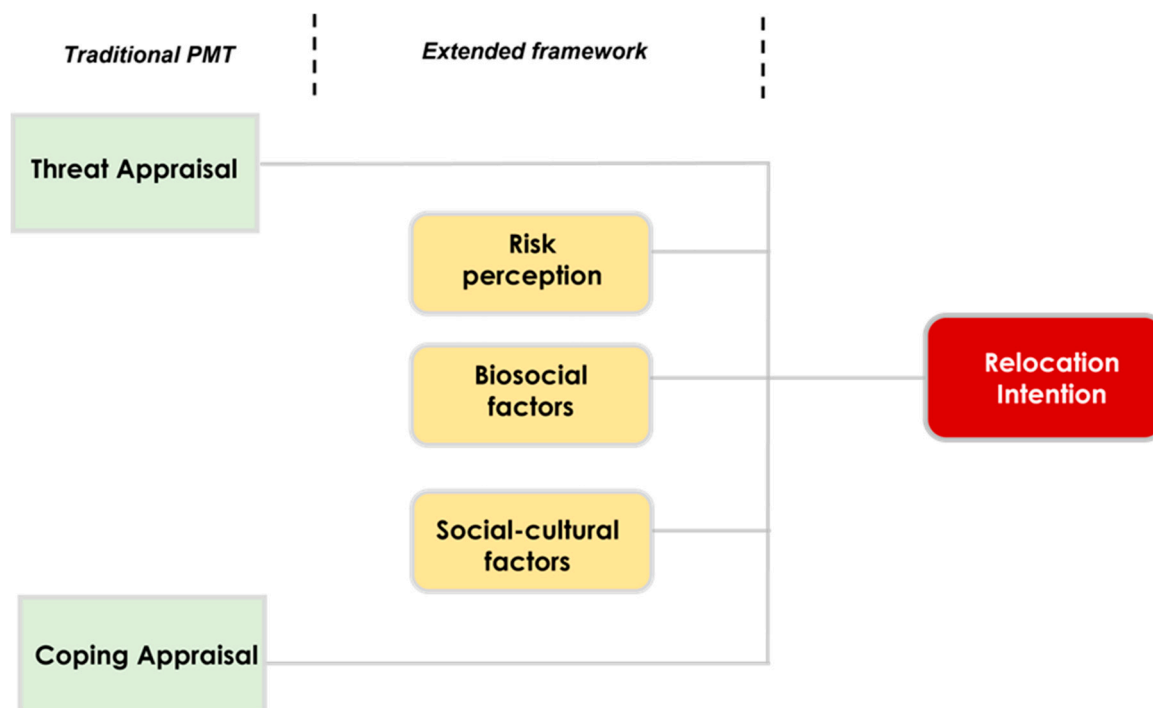 Traditional PMT
Extended framework
Threat Appraisal
Risk
perception
Biosocial
factors
Relocation
Intention
Social-cultural
factors
Coping Appraisal